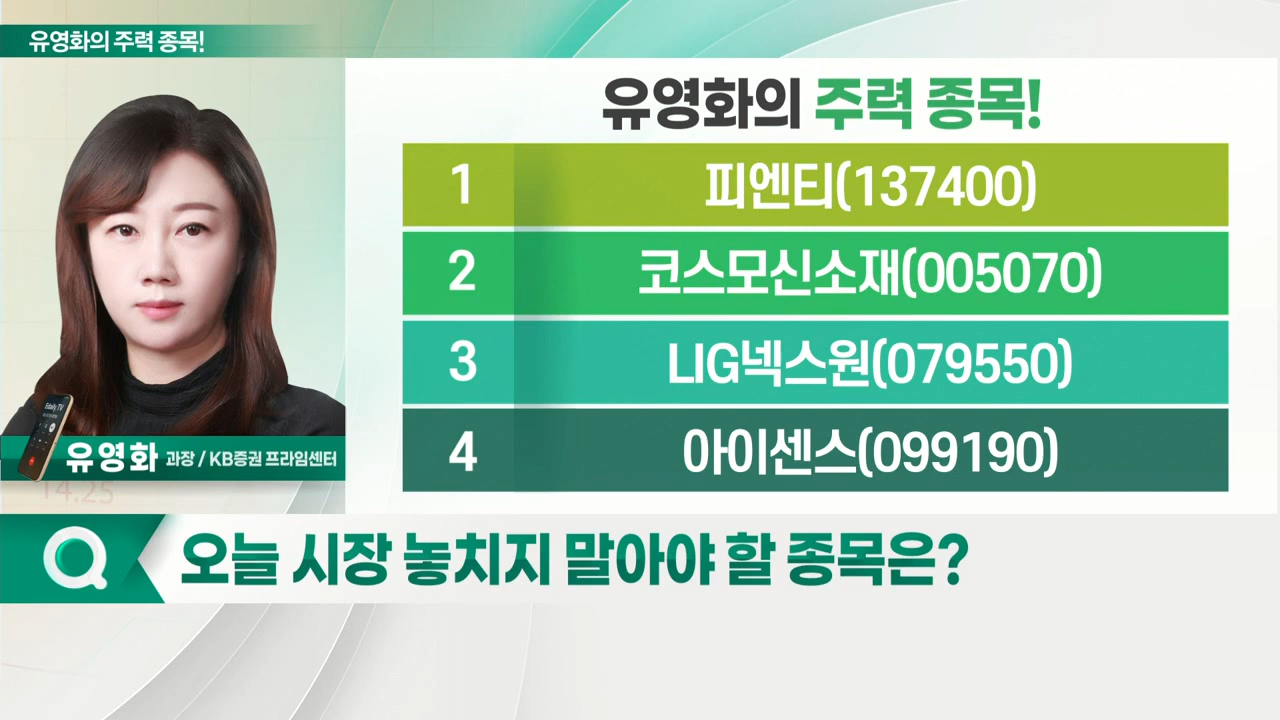 유영화의 주력 종목!
유영화의 주력 종목!
1 피엔티(137400)
2 코스모신소재(005070)
3 LIG넥스원(079550)
4 아이센스(099190)
Edaily TV
유영화 과장 / KB증권 프라임센터
14.25
Q 오늘 시장 놓치지 말아야 할 종목은?